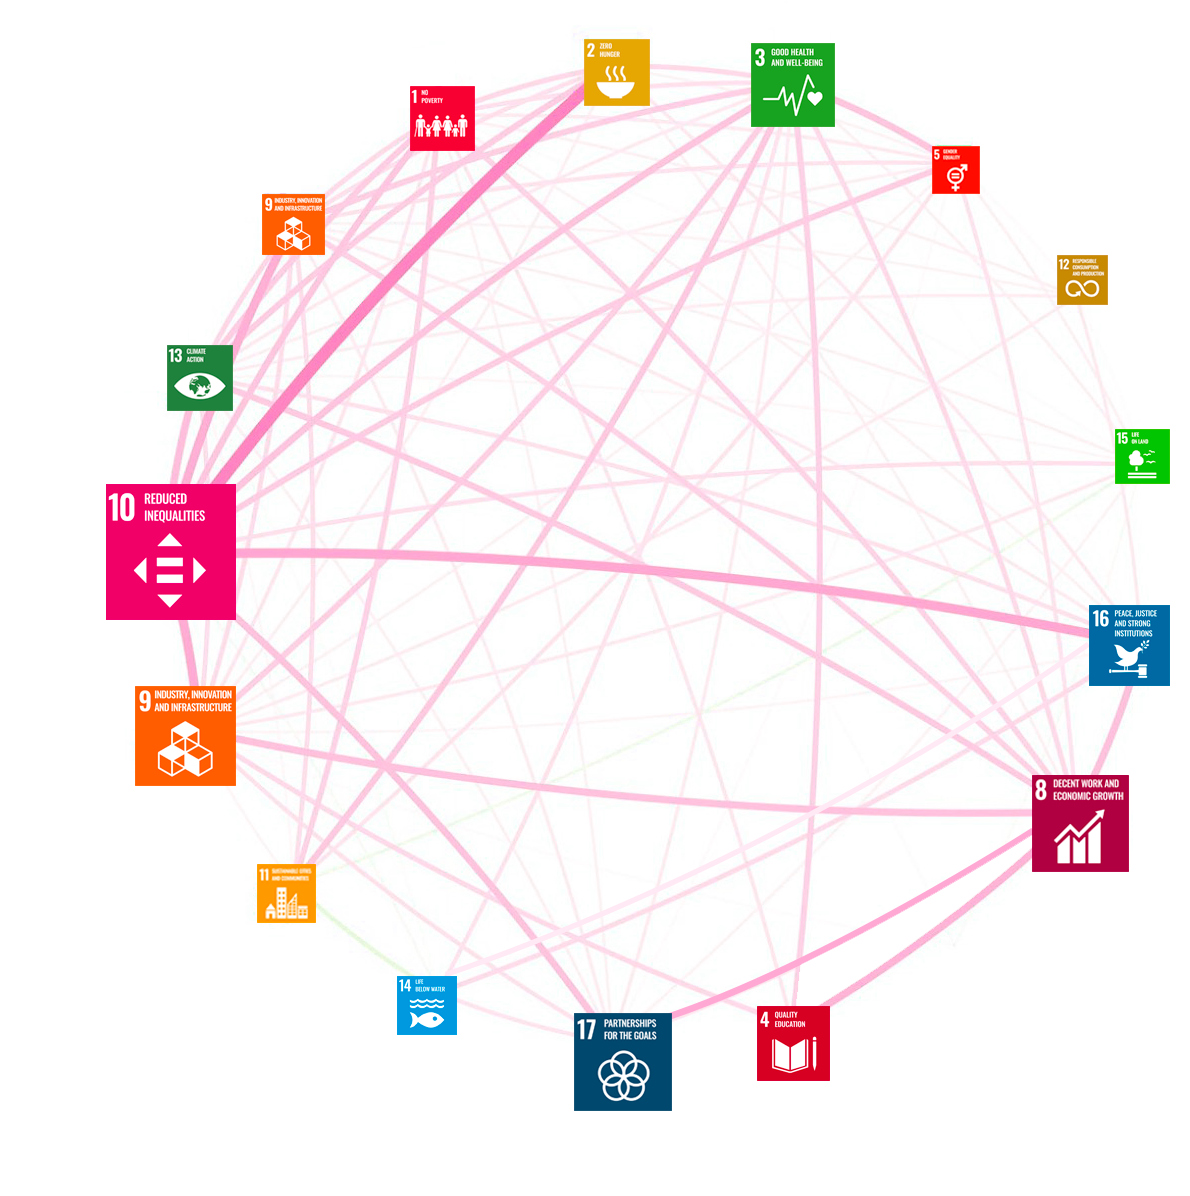 2 ZERO
HUNGER
3 GOOD HEALTH
AND WELL-BEING
1 NO
POVERTY
5 GENDER
EQUALITY
9 INDUSTRY, INNOVATION
AND INFRASTRUCTURE
12 RESPONSIBLE
CONSUMPTION
AND PRODUCTION
13 CLIMATE
ACTION
15 LIFE
ON LAND
10 REDUCED
INEQUALITIES
16 PEACE, JUSTICE
AND STRONG
INSTITUTIONS
9 INDUSTRY, INNOVATION
AND INFRASTRUCTURE
8 DECENT WORK AND
ECONOMIC GROWTH
11 SUSTAINABLE CITIES
AND COMMUNITIES
14 LIFE
BELOW WATER
17 PARTNERSHIPS
FOR THE GOALS
4 QUALITY
EDUCATION